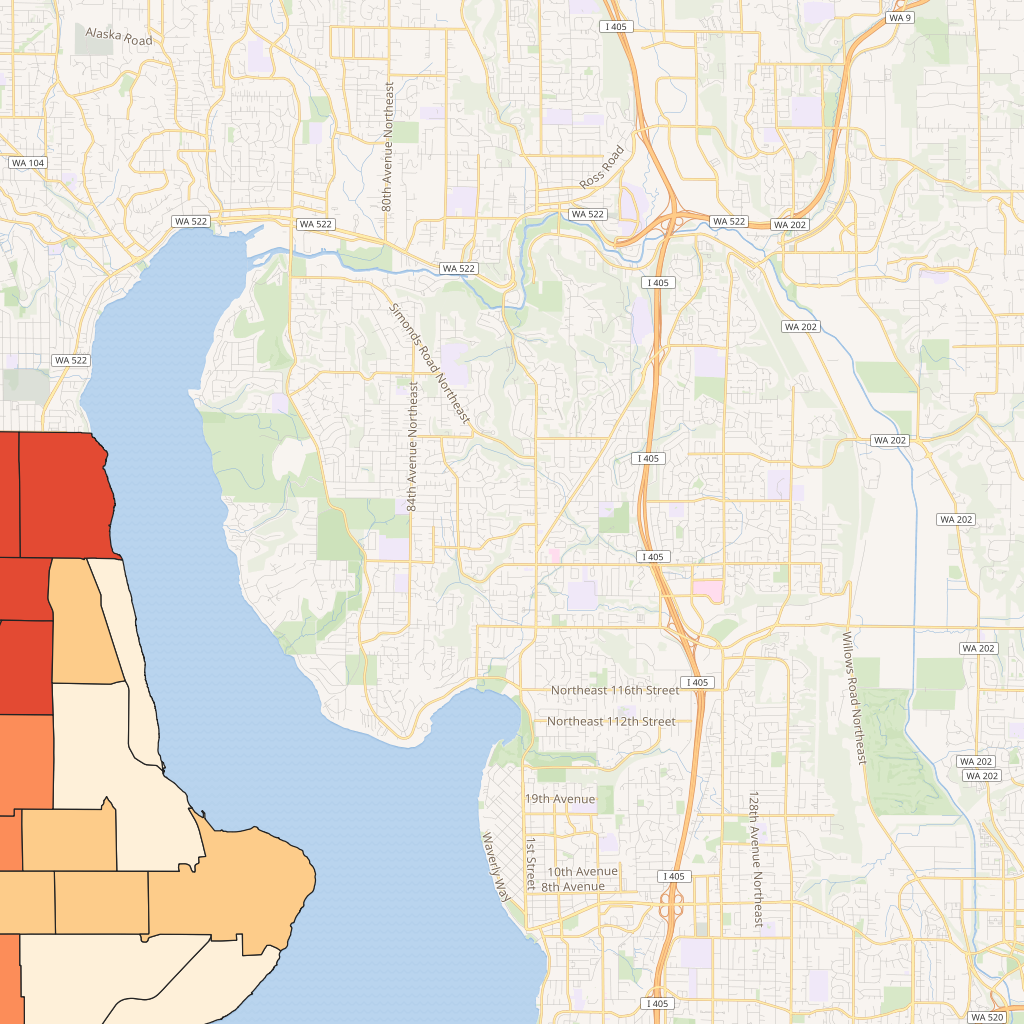 WA 9
I 405
Alaska Road
80th Avenue Northeast
WA 104
Ross Road
WA 522
WA 522
WA 522
WA 522
WA 202
WA 522
I 405
Simonds Road Northeast
WA 202
WA 522
84th Avenue Northeast
WA 202
I 405
WA 202
I 405
Willows Road Northeast
WA 202
I 405
Northeast 116th Street
Northeast 112th Street
WA 202
WA 202
19th Avenue
128th Avenue Northeast
1st Street
Waverly Way
10th Avenue
I 405
8th Avenue
I 405
WA 520